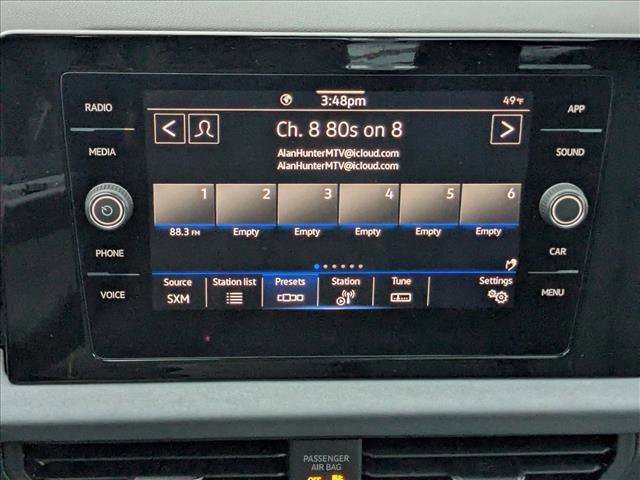 3:48pm
49°F
RADIO
APP
Ch. 8 80s on 8
MEDIA
SOUND
AlanHunterMTV@icloud.com
AlanHunterMTV@icloud.com
1 2 3 4 5 6
88.3 FM Empty Empty Empty Empty Empty
PHONE
CAR
Source Station list Presets Station Tune Settings
SXM
VOICE
MENU
PASSENGER
AIR BAG
OFF